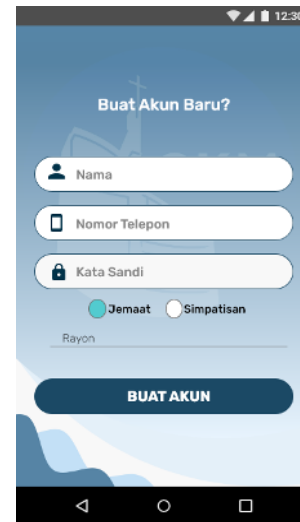 12:30
Buat Akun Baru?
Nama
Nomor Telepon
Kata Sandi
Jemaat Simpatisan
Rayon
BUAT AKUN